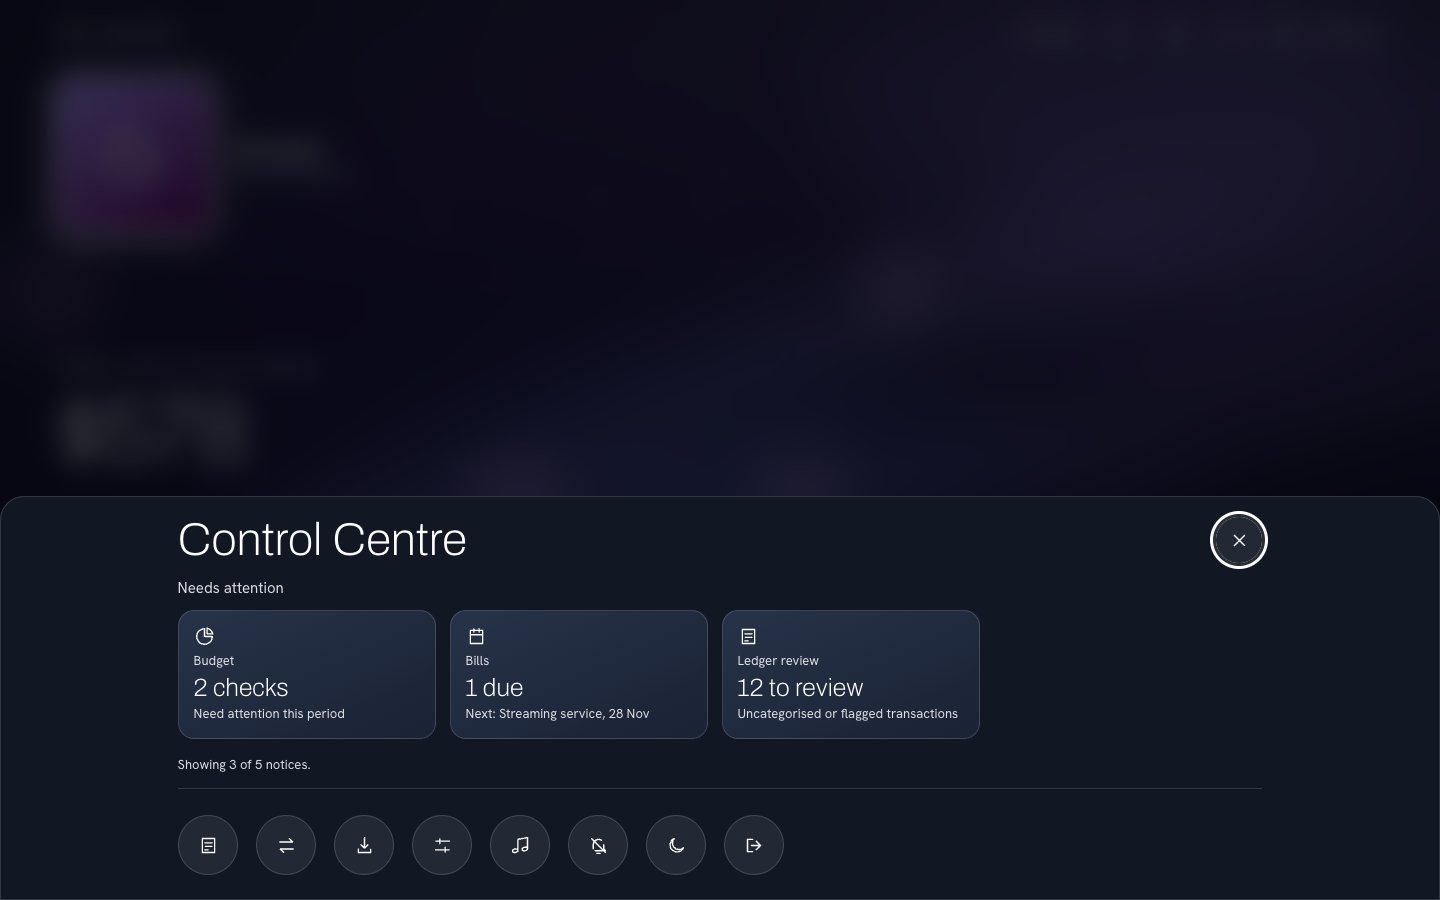 Control Centre
Needs attention
Budget
2 checks
Need attention this period
Bills
1 due
Next: Streaming service, 28 Nov
Ledger review
12 to review
Uncategorised or flagged transactions
Showing 3 of 5 notices.